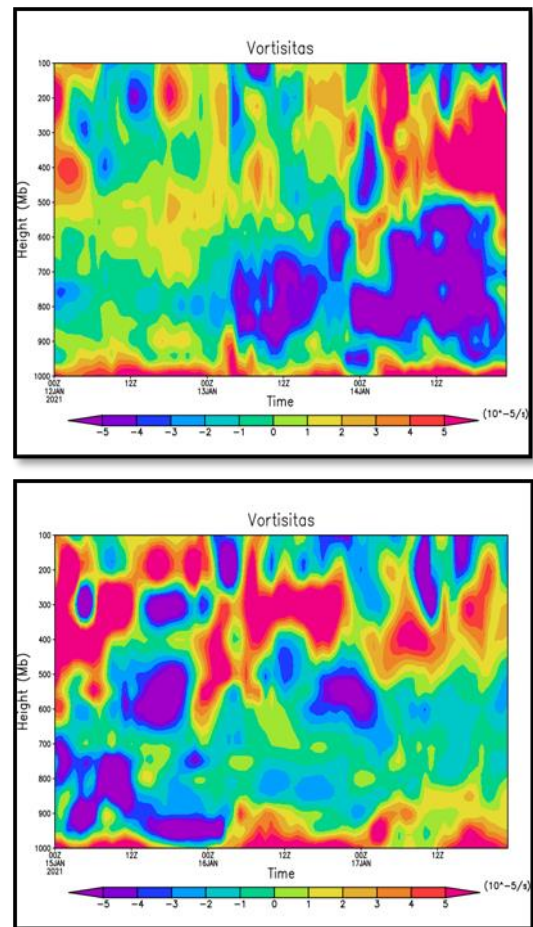 Vortisitas
Height (Mb)
100
200
300
400
500
600
700
800
900
1000
00Z
12JAN
2021
12Z
00Z
13JAN
12Z
00Z
14JAN
12Z
Time
-5 -4 -3 -2 -1 0 1 2 3 4 5
(10*-5/s)
Vortisitas
Height (Mb)
100
200
300
400
500
600
700
800
900
1000
00Z
15JAN
2021
12Z
00Z
16JAN
12Z
00Z
17JAN
12Z
Time
-5 -4 -3 -2 -1 0 1 2 3 4 5
(10*-5/s)